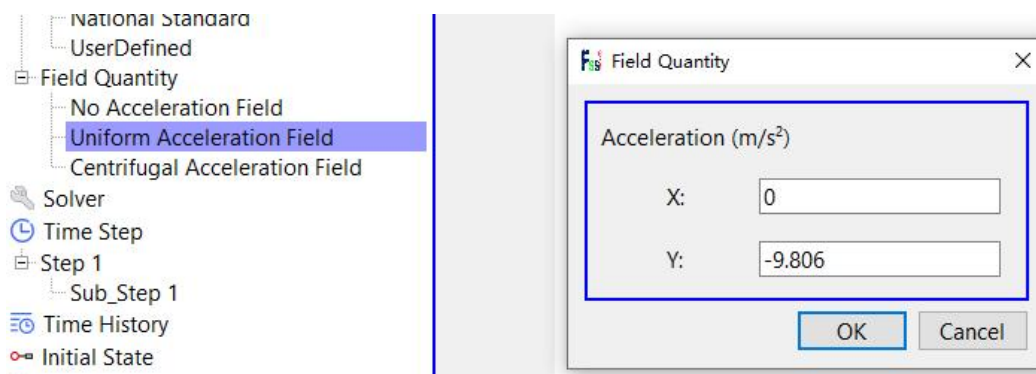 National Standard
UserDefined
Field Quantity
No Acceleration Field
Uniform Acceleration Field
Centrifugal Acceleration Field
Solver
Time Step
Step 1
Sub_Step 1
Time History
Initial State
Fssi Field Quantity
Acceleration (m/s²)
X: 0
Y: -9.806
OK Cancel